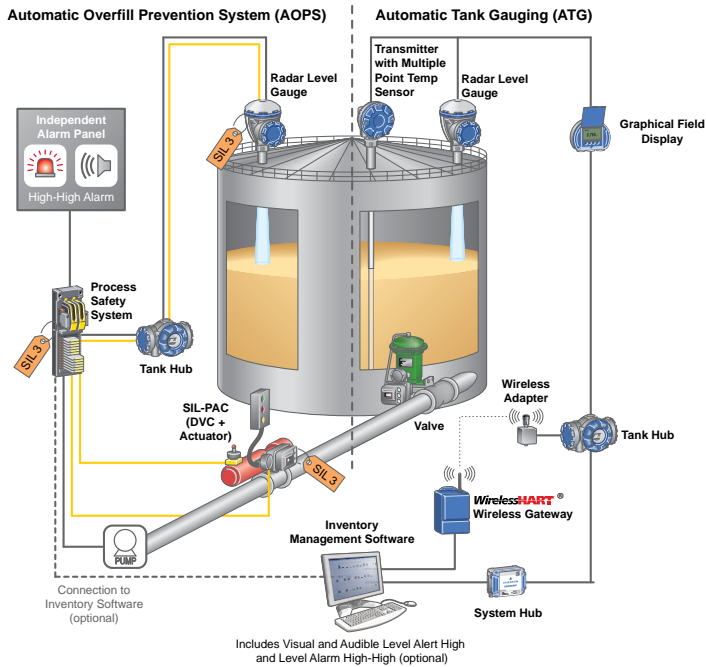 Automatic Overfill Prevention System (AOPS)
Automatic Tank Gauging (ATG)
Radar Level
Gauge
Transmitter
with Multiple
Point Temp
Sensor
Radar Level
Gauge
Graphical Field
Display
Independent
Alarm Panel
High-High Alarm
SIL 3
Process
Safety
System
SIL 3
Tank Hub
SIL-PAC
(DVC +
Actuator)
SIL 3
Valve
Wireless
Adapter
Tank Hub
WirelessHART ®
Wireless Gateway
PUMP
Inventory
Management Software
Connection to
Inventory Software
(optional)
System Hub
Includes Visual and Audible Level Alert High
and Level Alarm High-High (optional)